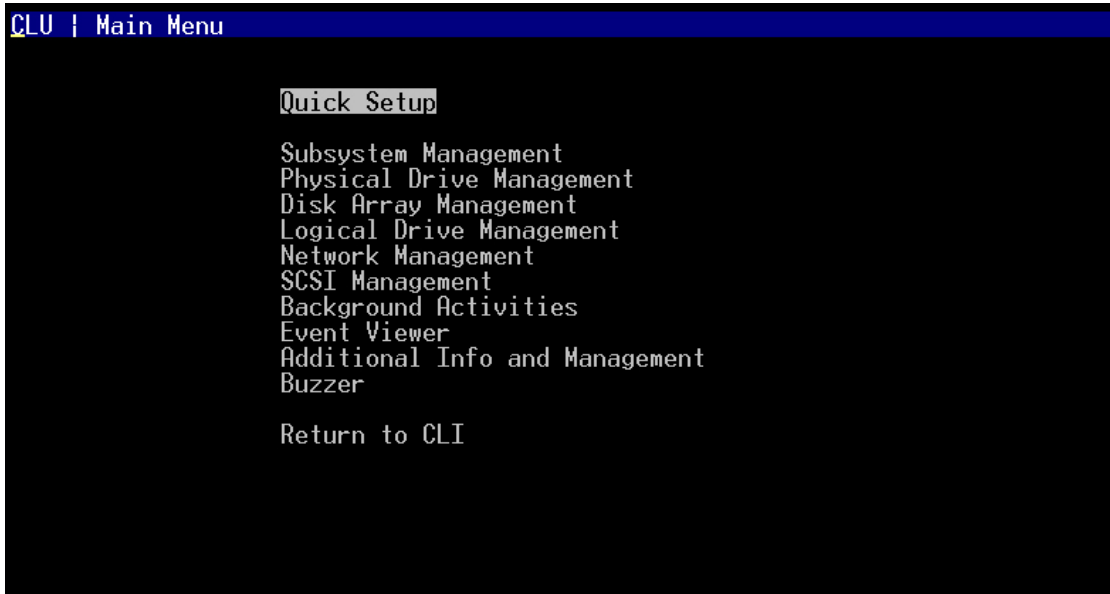 CLU | Main Menu
Quick Setup
Subsystem Management
Physical Drive Management
Disk Array Management
Logical Drive Management
Network Management
SCSI Management
Background Activities
Event Viewer
Additional Info and Management
Buzzer
Return to CLI